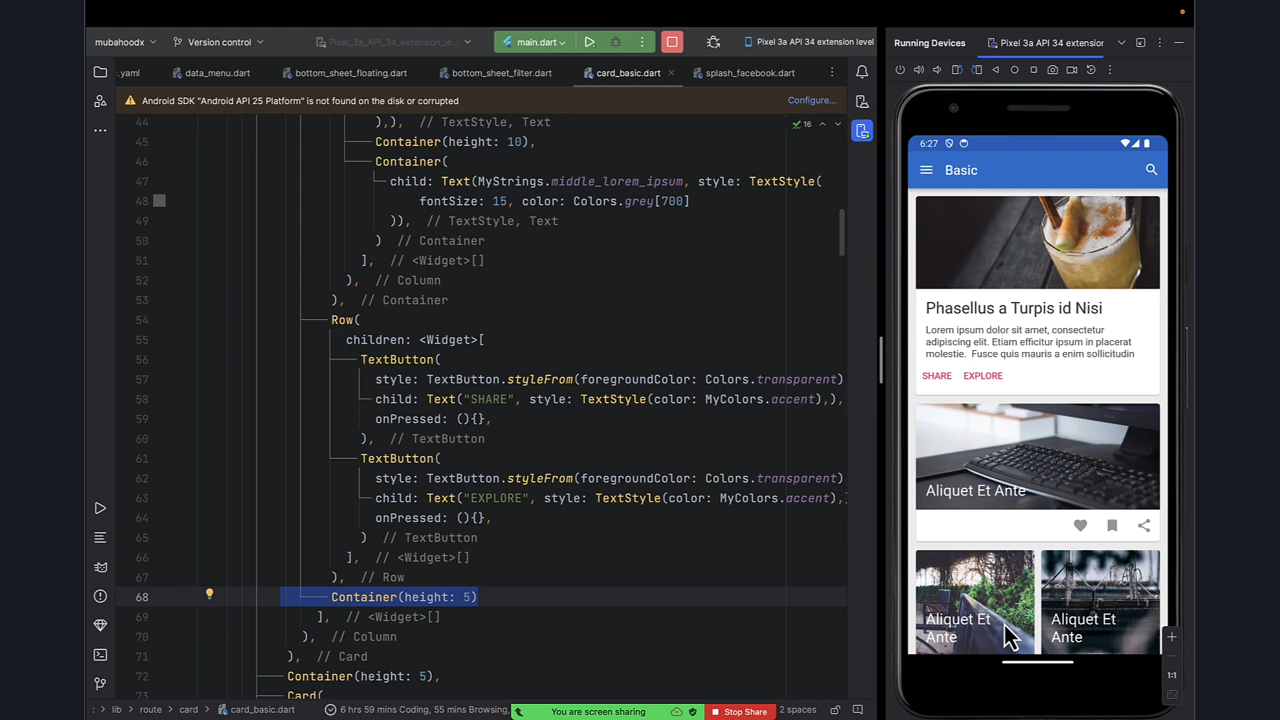 mubahoodx
Version control
Pixel_3a_API_34_extension_le
main.dart
Pixel 3a API 34 extension level
Running Devices
Pixel 3a API 34 extension
.yaml
data_menu.dart
bottom_sheet_floating.dart
bottom_sheet_filter.dart
card_basic.dart
splash_facebook.dart
Android SDK "Android API 25 Platform" is not found on the disk or corrupted
Configure...
16
44 ),), // TextStyle, Text
45 Container(height: 10),
46 Container(
47 child: Text(MyStrings.middle_lorem_ipsum, style: TextStyle(
48 fontSize: 15, color: Colors.grey[700]
49 )), // TextStyle, Text
50 ) // Container
51 ], // <Widget>[]
52 ), // Column
53 ), // Container
54 Row(
55 children: <Widget>[
56 TextButton(
57 style: TextButton.styleFrom(foregroundColor: Colors.transparent)
58 child: Text("SHARE", style: TextStyle(color: MyColors.accent),),
59 onPressed: (){},
60 ), // TextButton
61 TextButton(
62 style: TextButton.styleFrom(foregroundColor: Colors.transparent)
63 child: Text("EXPLORE", style: TextStyle(color: MyColors.accent),)
64 onPressed: (){},
65 ) // TextButton
66 ], // <Widget>[]
67 ), // Row
68 Container(height: 5)
69 ], // <Widget>[]
70 ), // Column
71 ), // Card
72 Container(height: 5),
73 Card(
6:27
Basic
Phasellus a Turpis id Nisi
Lorem ipsum dolor sit amet, consectetur
adipiscing elit. Etiam efficitur ipsum in placerat
molestie. Fusce quis mauris a enim sollicitudin
SHARE EXPLORE
Aliquet Et Ante
Aliquet Et
Ante
Aliquet Et
Ante
1:1
lib
route
card
card_basic.dart
6 hrs 59 mins Coding, 55 mins Browsing,
You are screen sharing
Stop Share
2 spaces